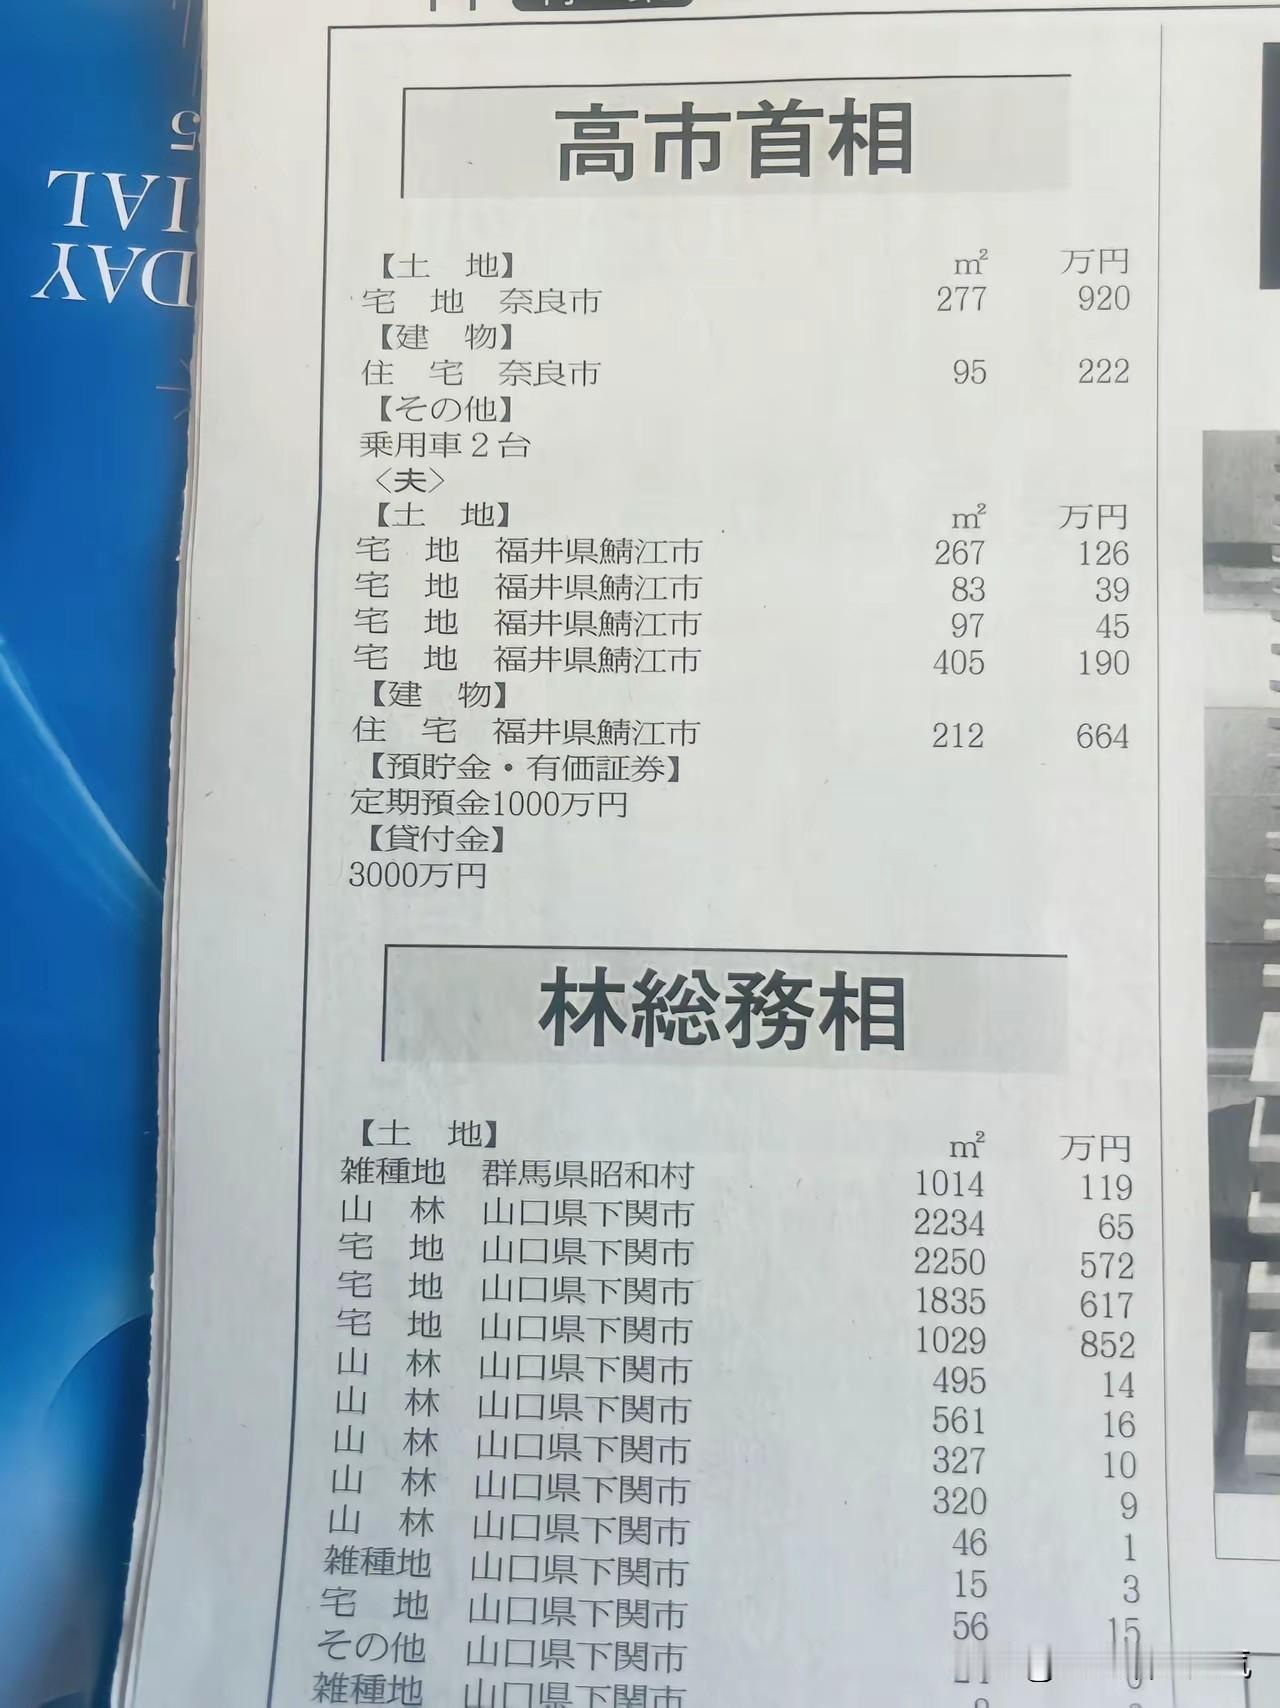 5
IAL
DAY
高市首相
【土　地】　m²　万円
宅　地　奈良市　277　920
【建　物】
住　宅　奈良市　95　222
【その他】
乗用車２台
〈夫〉
【土　地】　m²　万円
宅　地　福井県鯖江市　267　126
宅　地　福井県鯖江市　83　39
宅　地　福井県鯖江市　97　45
宅　地　福井県鯖江市　405　190
【建　物】
住　宅　福井県鯖江市　212　664
【預貯金・有価証券】
定期預金1000万円
【貸付金】
3000万円
林総務相
【土　地】　m²　万円
雑種地　群馬県昭和村　1014　119
山　林　山口県下関市　2234　65
宅　地　山口県下関市　2250　572
宅　地　山口県下関市　1835　617
宅　地　山口県下関市　1029　852
山　林　山口県下関市　495　14
山　林　山口県下関市　561　16
山　林　山口県下関市　327　10
山　林　山口県下関市　320　9
山　林　山口県下関市　46　1
雑種地　山口県下関市　15　3
宅　地　山口県下関市　56　15
その他　山口県下関市
雑種地　山口県下関市